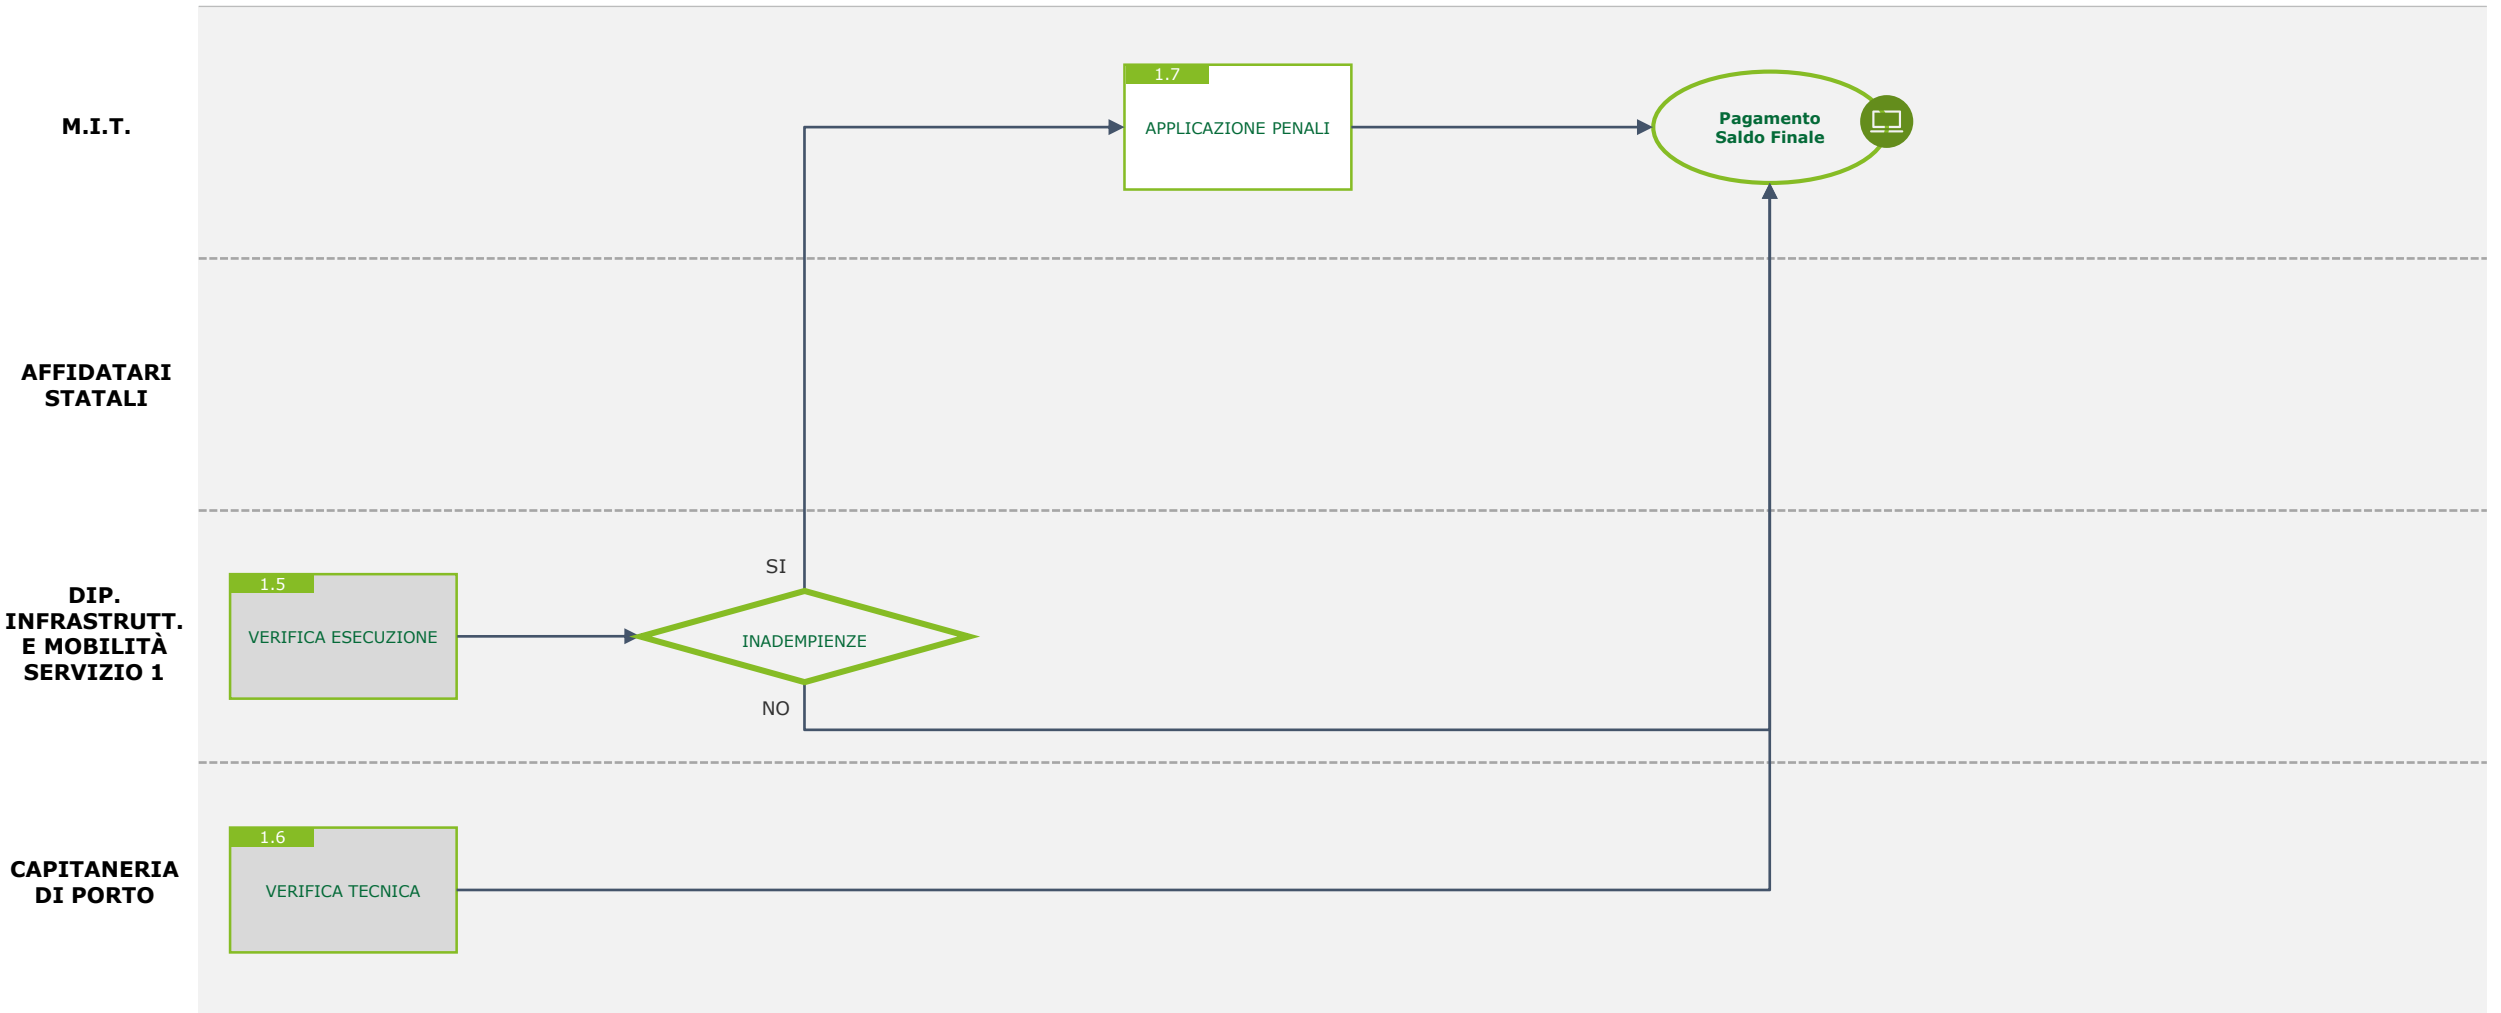 M.I.T.
1.7
APPLICAZIONE PENALI
Pagamento
Saldo Finale
AFFIDATARI
STATALI
DIP.
INFRASTRUTT.
E MOBILITÀ
SERVIZIO 1
1.5
VERIFICA ESECUZIONE
SI
INADEMPIENZE
NO
CAPITANERIA
DI PORTO
1.6
VERIFICA TECNICA